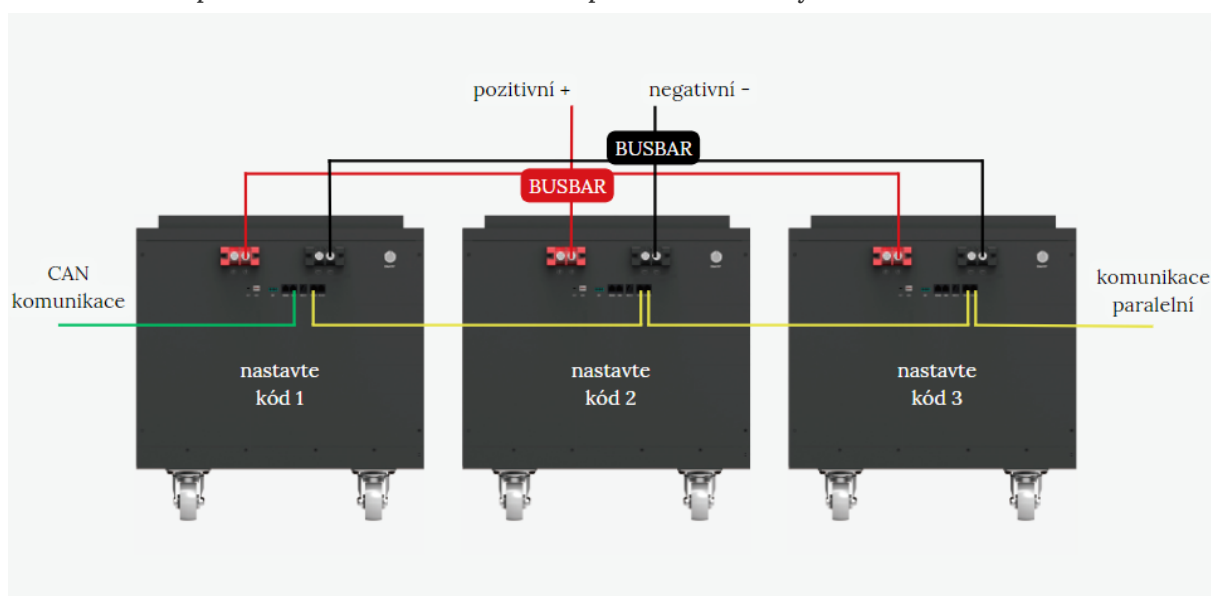 pozitivní +
negativní -
BUSBAR
BUSBAR
CAN
komunikace
komunikace
paralelní
nastavte
kód 1
nastavte
kód 2
nastavte
kód 3